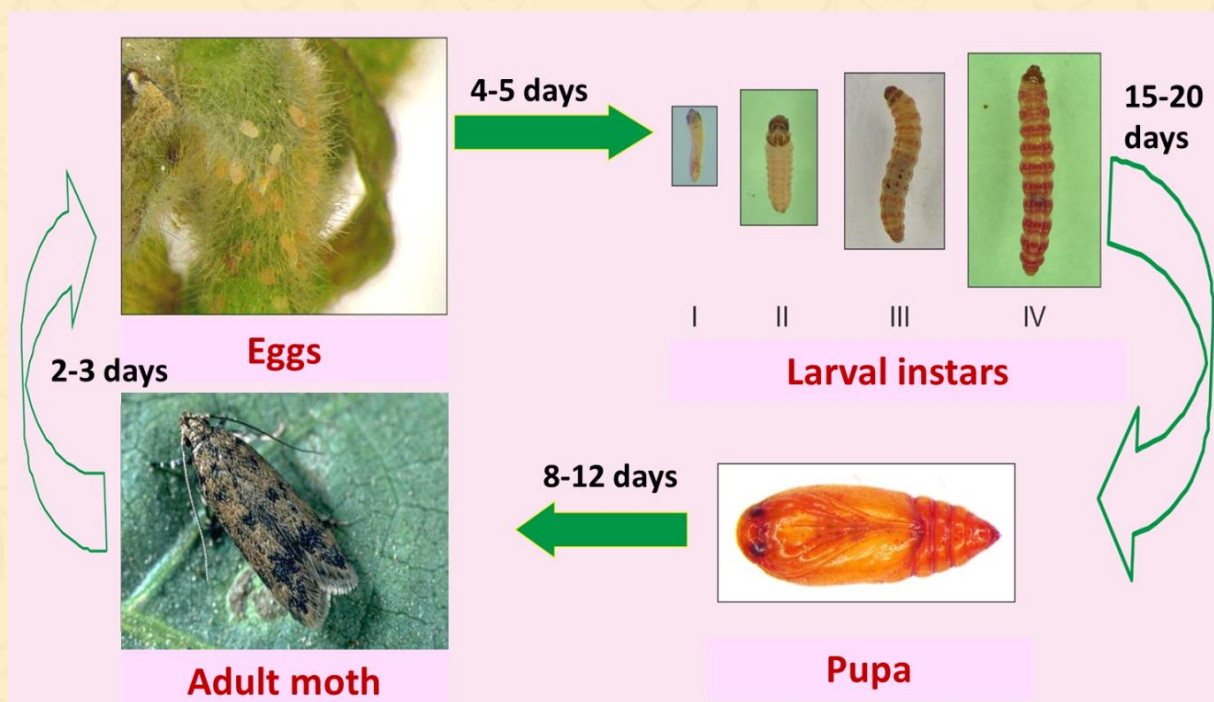 4-5 days
15-20
days
I II III IV
Eggs
Larval instars
2-3 days
8-12 days
Adult moth
Pupa